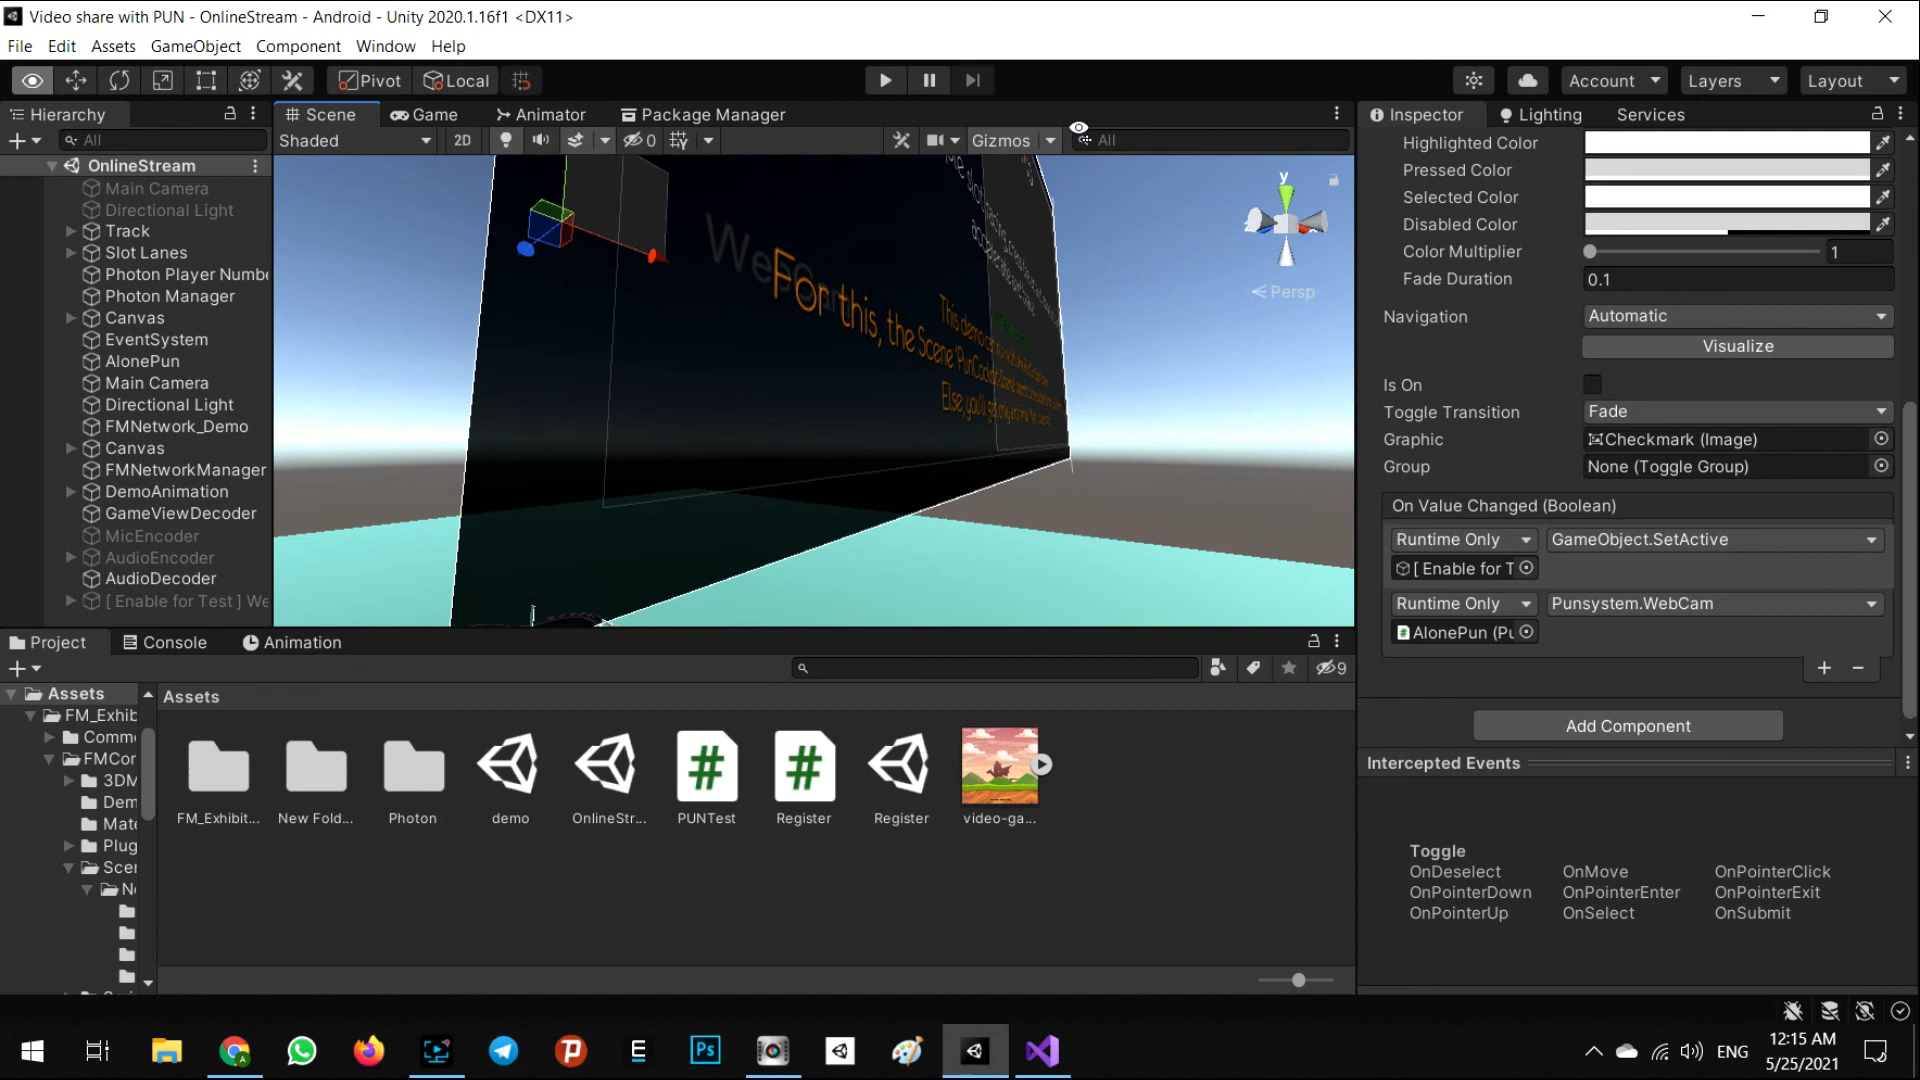 Video share with PUN - OnlineStream - Android - Unity 2020.1.16f1 <DX11>
File Edit Assets GameObject Component Window Help
Pivot Local Account Layers Layout
Hierarchy
Scene Game Animator Package Manager
Inspector Lighting Services
All
Shaded 2D 0 Gizmos All
OnlineStream
Main Camera
Directional Light
Track
Slot Lanes
Photon Player Numbe
Photon Manager
Canvas
EventSystem
AlonePun
Main Camera
Directional Light
FMNetwork_Demo
Canvas
FMNetworkManager
DemoAnimation
GameViewDecoder
MicEncoder
AudioEncoder
AudioDecoder
[ Enable for Test ] We
y
Persp
For this, the Scene
This demo can
Else, you'll get
Highlighted Color
Pressed Color
Selected Color
Disabled Color
Color Multiplier 1
Fade Duration 0.1
Navigation Automatic
Visualize
Is On
Toggle Transition Fade
Graphic Checkmark (Image)
Group None (Toggle Group)
On Value Changed (Boolean)
Runtime Only GameObject.SetActive
[ Enable for T
Runtime Only Punsystem.WebCam
AlonePun (Pu
Add Component
Intercepted Events
Toggle
OnDeselect OnMove OnPointerClick
OnPointerDown OnPointerEnter OnPointerExit
OnPointerUp OnSelect OnSubmit
Project Console Animation
9
Assets
FM_Exhib
Comm
FMCor
3DM
Dem
Mate
Plug
Scer
Assets
FM_Exhibit... New Fold... Photon demo OnlineStr... PUNTest Register Register video-ga...
Ps
ENG
12:15 AM
5/25/2021